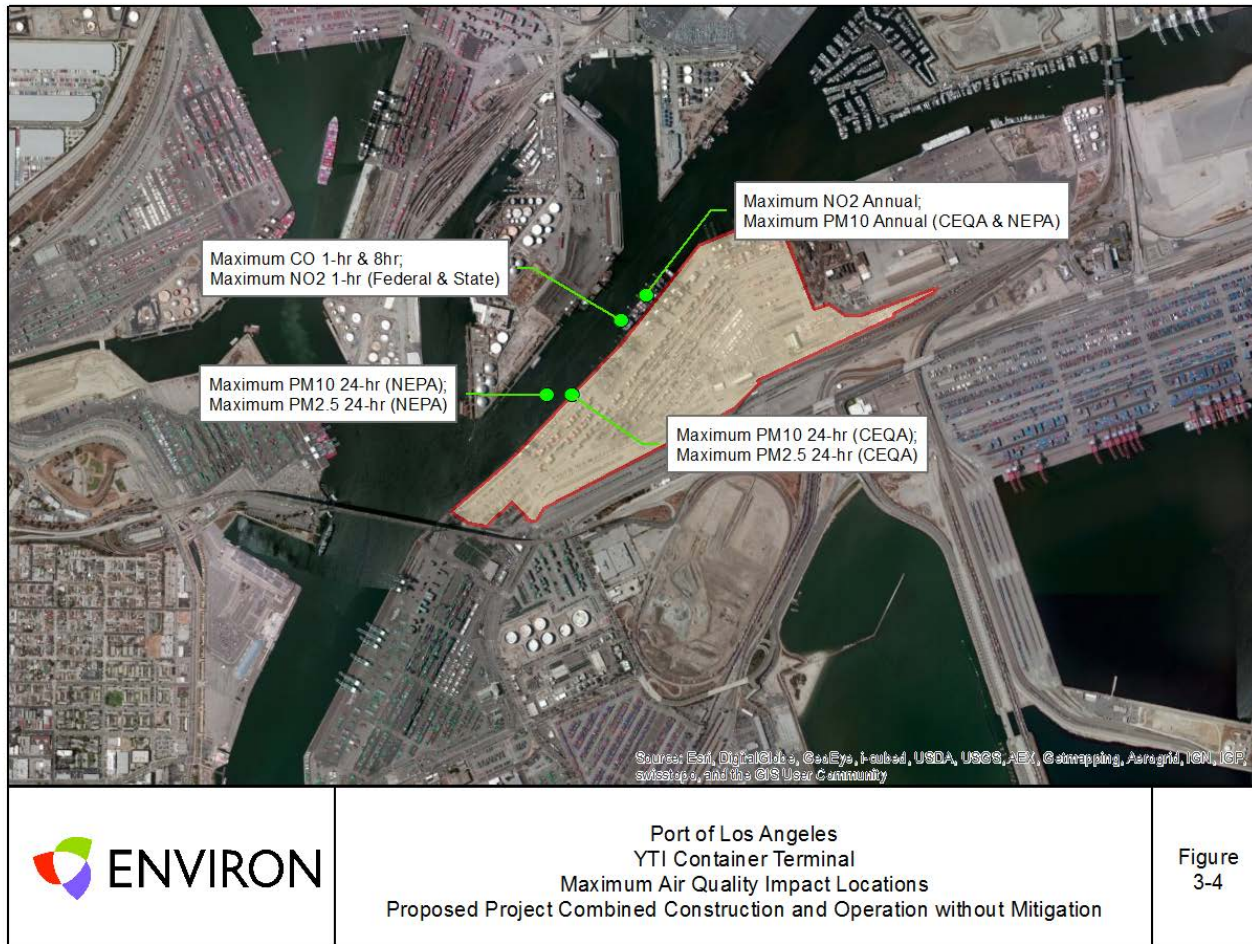 Maximum NO2 Annual;
Maximum PM10 Annual (CEQA & NEPA)
Maximum CO 1-hr & 8hr;
Maximum NO2 1-hr (Federal & State)
Maximum PM10 24-hr (NEPA);
Maximum PM2.5 24-hr (NEPA)
Maximum PM10 24-hr (CEQA);
Maximum PM2.5 24-hr (CEQA)
Source: Esri, DigitalGlobe, GeoEye, i-cubed, USDA, USGS, AEX, Getmapping, Aerogrid, IGN, IGP,
swisstopo, and the GIS User Community
ENVIRON
Port of Los Angeles
YTI Container Terminal
Maximum Air Quality Impact Locations
Proposed Project Combined Construction and Operation without Mitigation
Figure
3-4